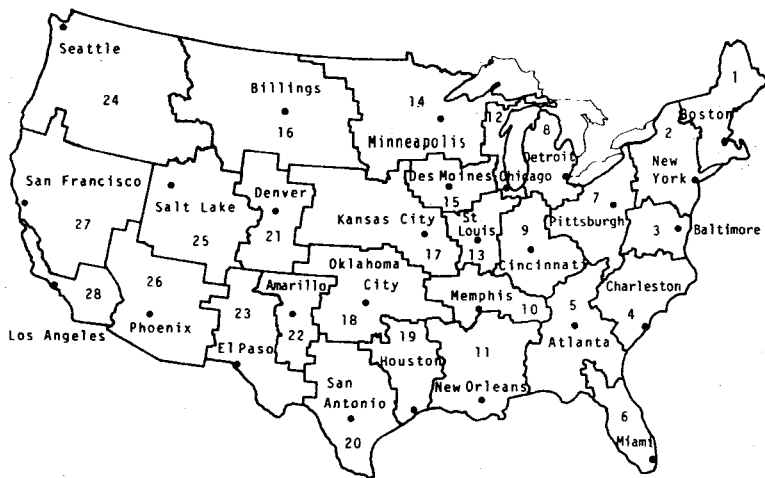 Seattle
24
Billings
16
14
Minneapolis
12
8
Detroit
1
2
Boston
New York
San Francisco
27
Salt Lake
25
Denver
21
Des Moines
15
Chicago
Kansas City
17
St. Louis
13
9
Cincinnati
7
Pittsburgh
3
Baltimore
Los Angeles
28
26
Phoenix
23
El Paso
Amarillo
22
Oklahoma
City
18
Memphis
10
5
Atlanta
Charleston
4
19
Houston
11
New Orleans
San
Antonio
20
6
Miami